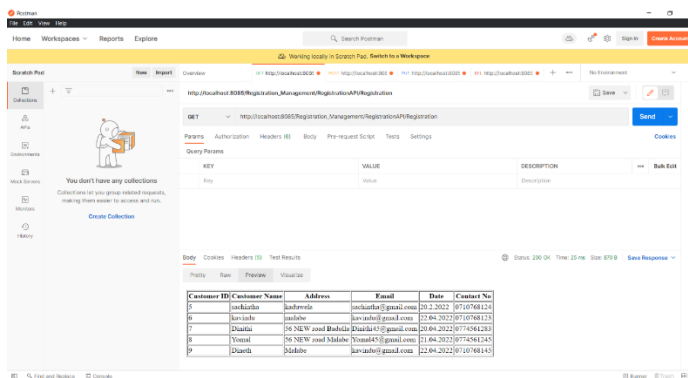 Postman
File Edit View Help
Home Workspaces Reports Explore
Search Postman
Sign In Create Account
Working locally in Scratch Pad. Switch to a Workspace
Scratch Pad New Import
Overview
No Environment
http://localhost:8085/Registration_Management/RegistrationAPI/Registration
Save
GET http://localhost:8085/Registration_Management/RegistrationAPI/Registration
Send
Params Authorization Headers (6) Body Pre-request Script Tests Settings
Cookies
Query Params
KEY VALUE DESCRIPTION Bulk Edit
Key Value Description
Collections
APIs
Environments
Mock Servers
Monitors
History
You don't have any collections
Collections let you group related requests,
making them easier to access and run.
Create Collection
Body Cookies Headers (5) Test Results
Status: 200 OK Time: 25 ms Size: 879 B Save Response
Pretty Raw Preview Visualize
Customer ID Customer Name Address Email Date Contact No
5 sachintha kaduwela sachintha@gmail.com 20.2.2022 0710768124
6 kavindu malabe kavindu@gmail.com 22.04.2022 0710768123
7 Dinithi 56 NEW road Badulla Dinithi45@gmail.com 20.04.2022 0774561283
8 Yomal 56 NEW road Malabe Yomal45@gmail.com 21.04.2022 0774561245
9 Dineth Malabe kavindu@gmail.com 22.04.2022 0710768145
Find and Replace Console
Runner Trash